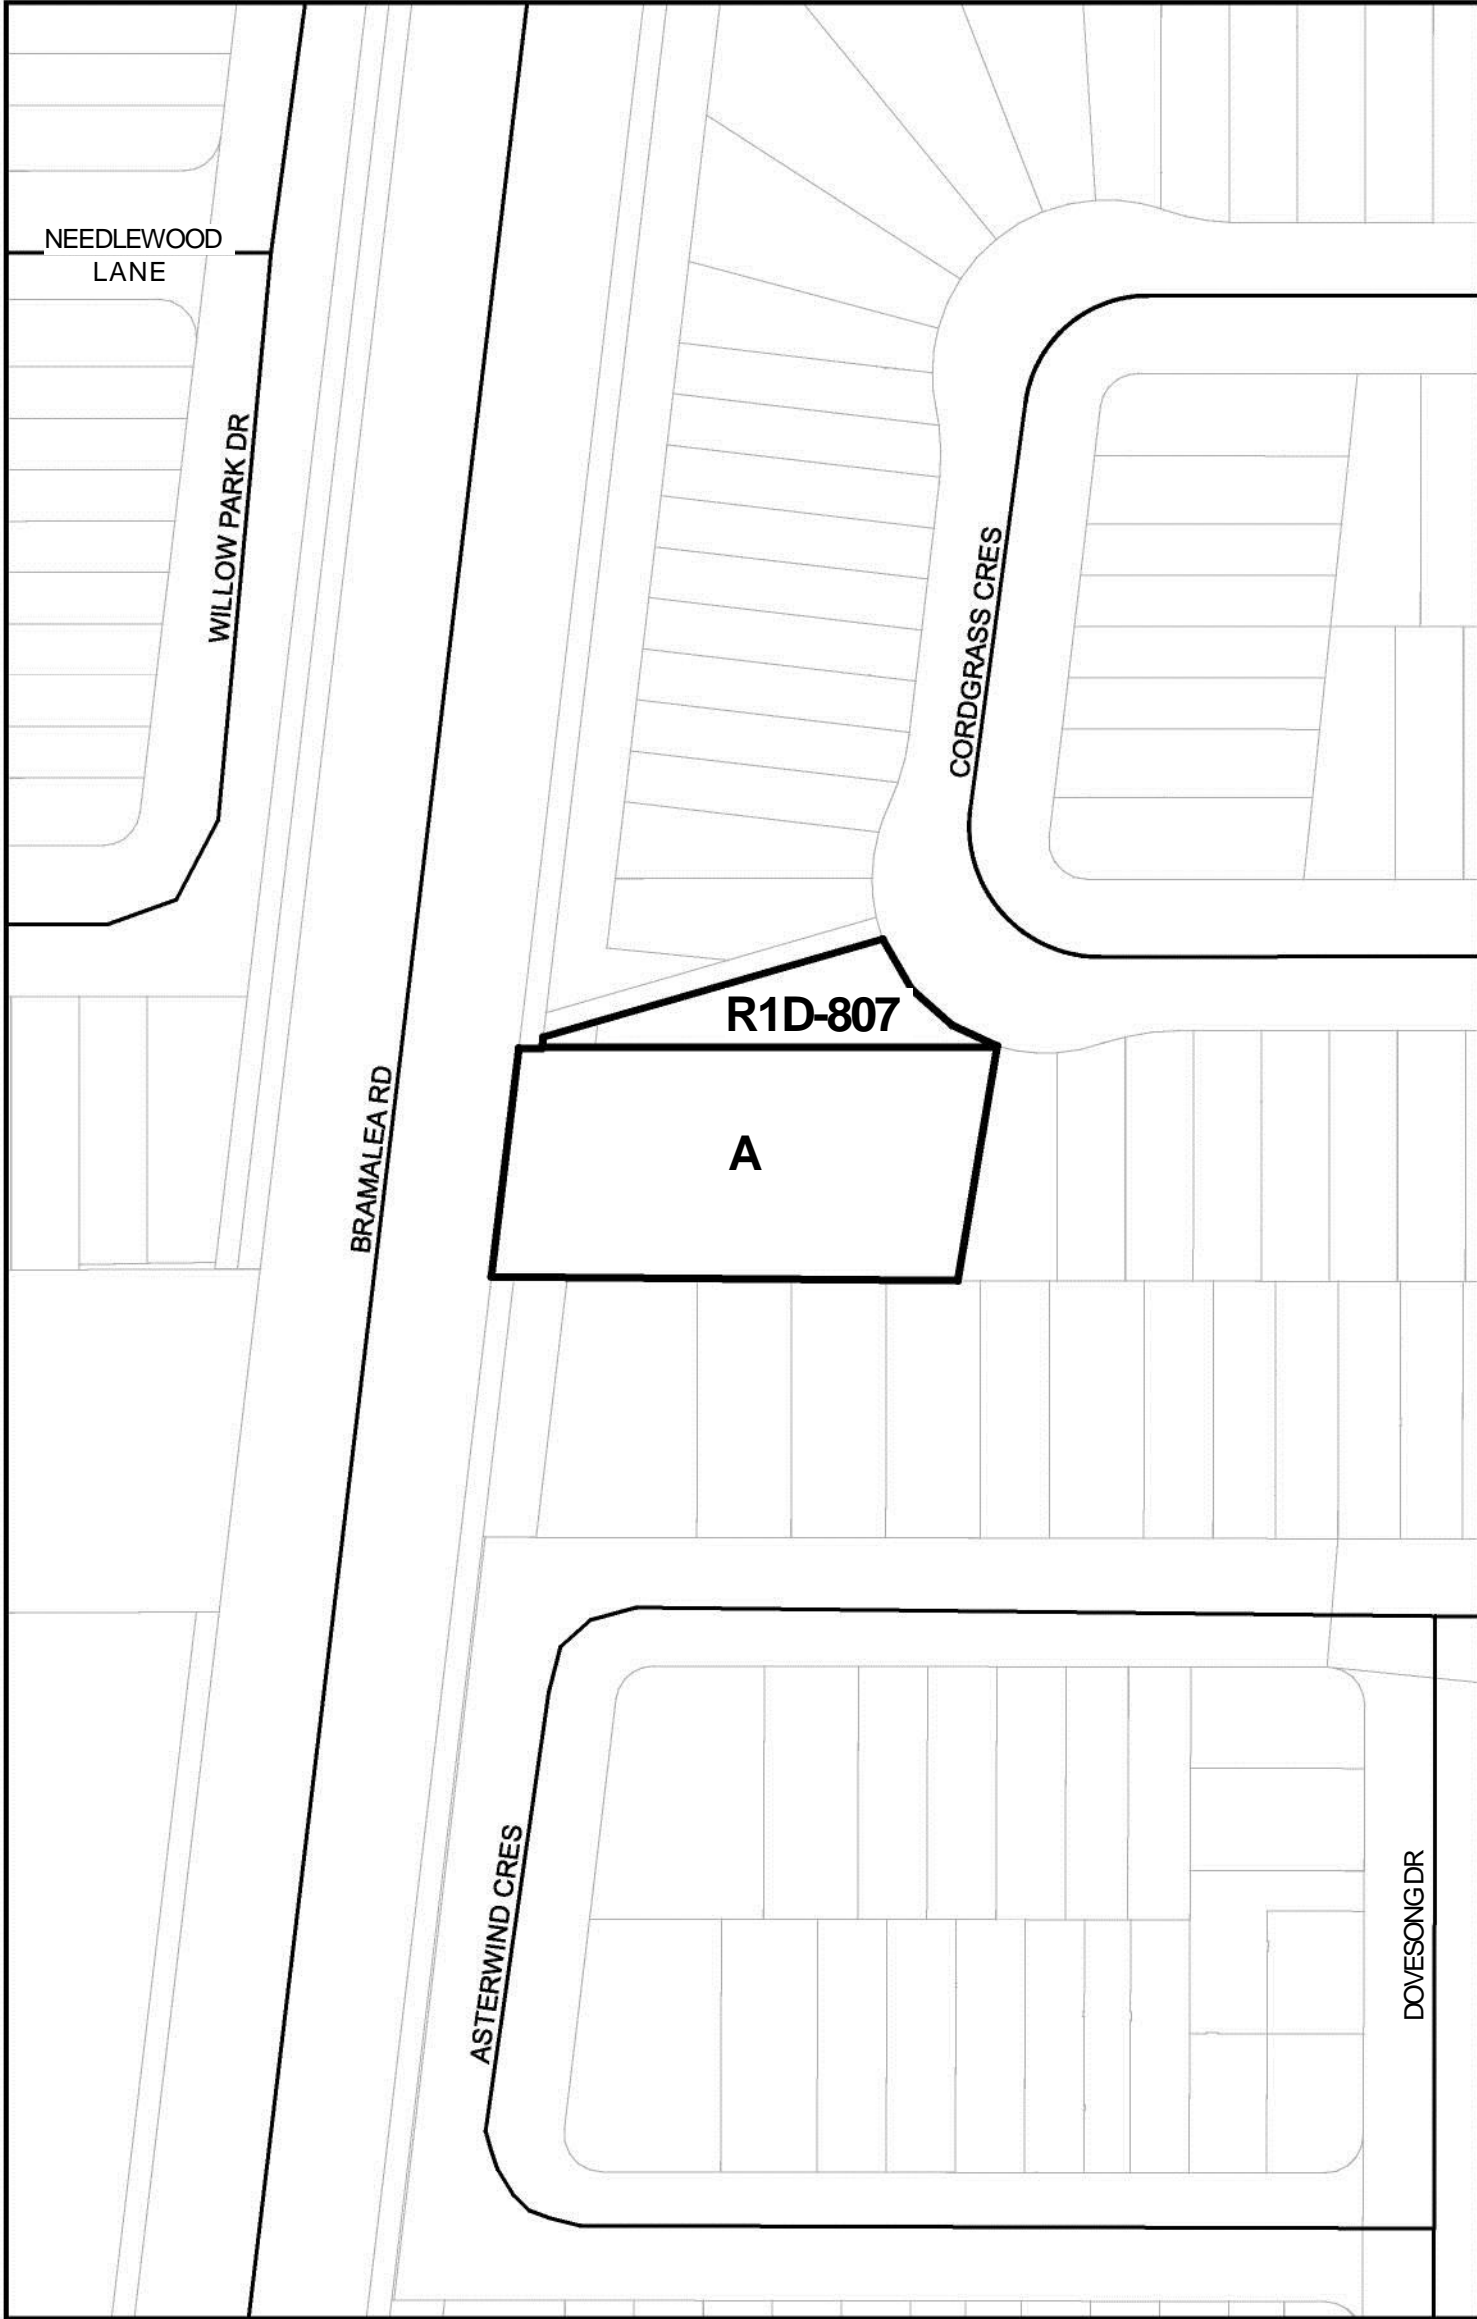 NEEDLEWOOD
LANE
WILLOW PARK DR
CORDGRASS CRES
R1D-807
BRAMALEA RD
A
ASTERWIND CRES
DOVESONG DR